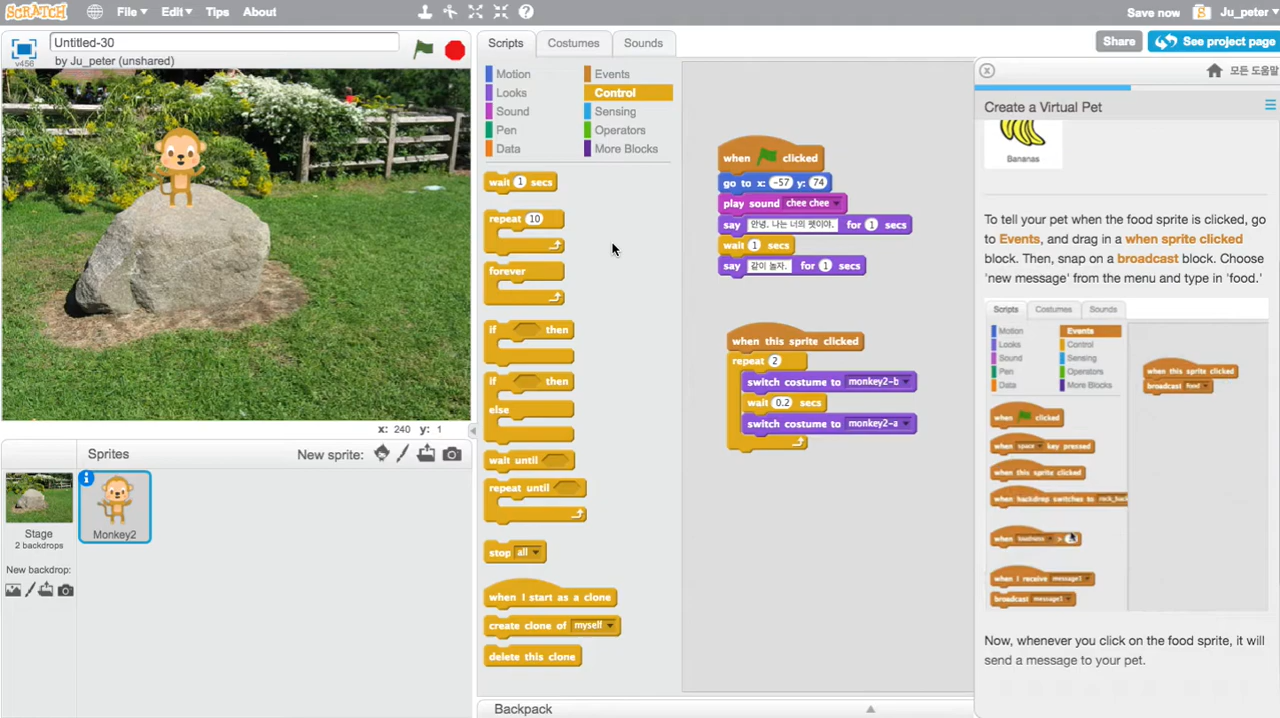 SCRATCH File Edit Tips About Save now Ju_peter
v456
Untitled-30
by Ju_peter (unshared)
Scripts Costumes Sounds
Share See project page
Motion Events
Looks Control
Sound Sensing
Pen Operators
Data More Blocks
wait 1 secs
repeat 10
forever
if then
if then
else
wait until
repeat until
stop all
when I start as a clone
create clone of myself
delete this clone
when clicked
go to x: -57 y: 74
play sound chee chee
say 안녕, 나는 너의 펫이야. for 1 secs
wait 1 secs
say 같이 놀자. for 1 secs
when this sprite clicked
repeat 2
switch costume to monkey2-b
wait 0.2 secs
switch costume to monkey2-a
x: 240 y: 1
Sprites New sprite:
Stage
2 backdrops
New backdrop:
Monkey2
Backpack
모든 도움말
Create a Virtual Pet
Bananas
To tell your pet when the food sprite is clicked, go
to Events, and drag in a when sprite clicked
block. Then, snap on a broadcast block. Choose
'new message' from the menu and type in 'food.'
Scripts Costumes Sounds
Motion Events
Looks Control
Sound Sensing
Pen Operators
Data More Blocks
when clicked
when space key pressed
when this sprite clicked
when backdrop switches to
when loudness >
when I receive message1
broadcast message1
when this sprite clicked
broadcast food
Now, whenever you click on the food sprite, it will
send a message to your pet.